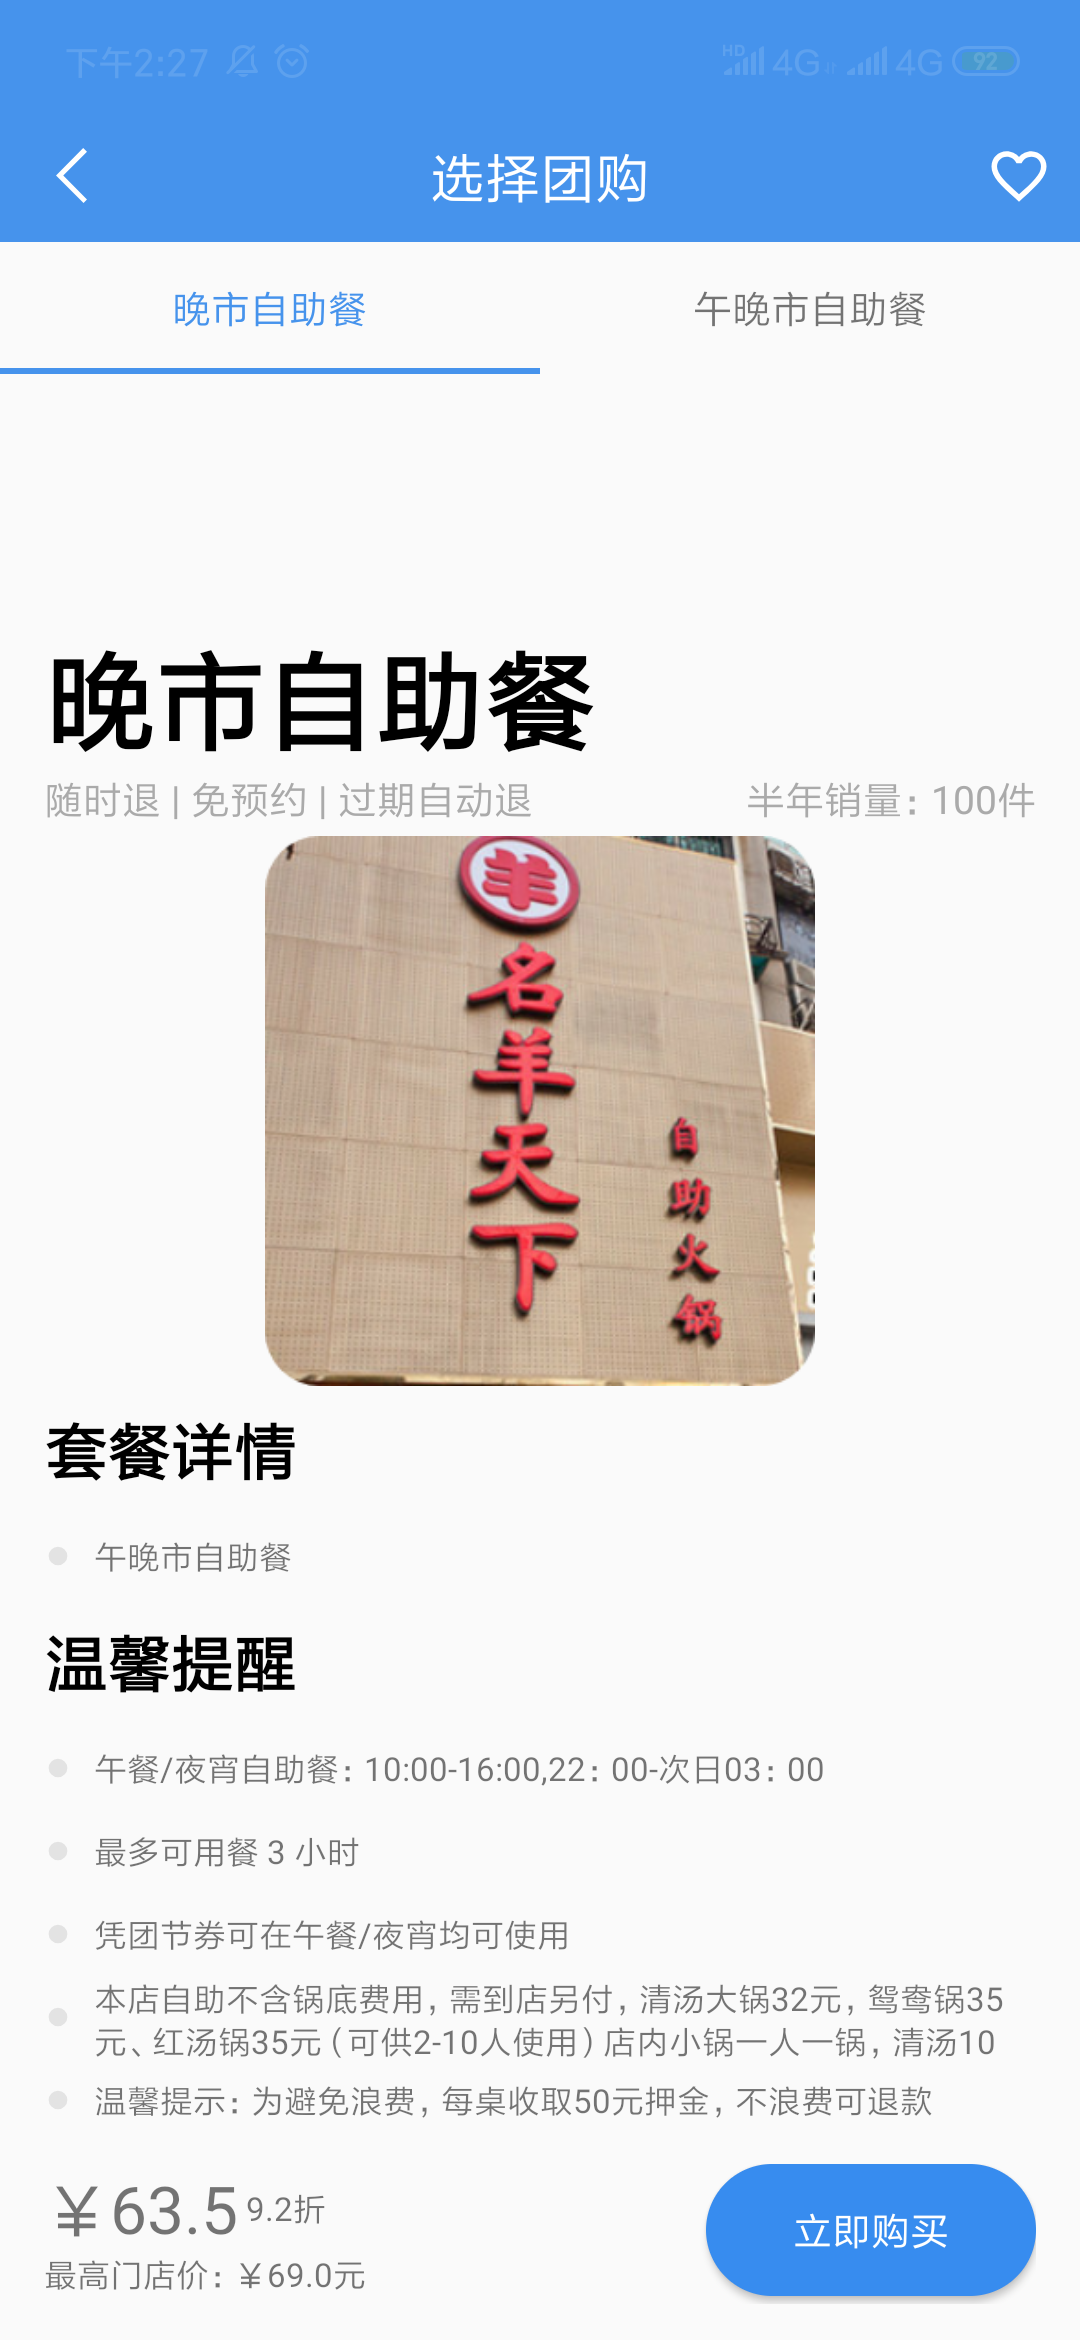 下午2:27
HD 4G 4G 92
选择团购
晚市自助餐
午晚市自助餐
晚市自助餐
随时退 | 免预约 | 过期自动退
半年销量：100件
羊
名羊天下
自助火锅
套餐详情
午晚市自助餐
温馨提醒
午餐/夜宵自助餐：10:00-16:00,22：00-次日03：00
最多可用餐 3 小时
凭团节券可在午餐/夜宵均可使用
本店自助不含锅底费用，需到店另付，清汤大锅32元，鸳鸯锅35
元、红汤锅35元（可供2-10人使用）店内小锅一人一锅，清汤10
温馨提示：为避免浪费，每桌收取50元押金，不浪费可退款
￥63.5 9.2折
最高门店价：￥69.0元
立即购买